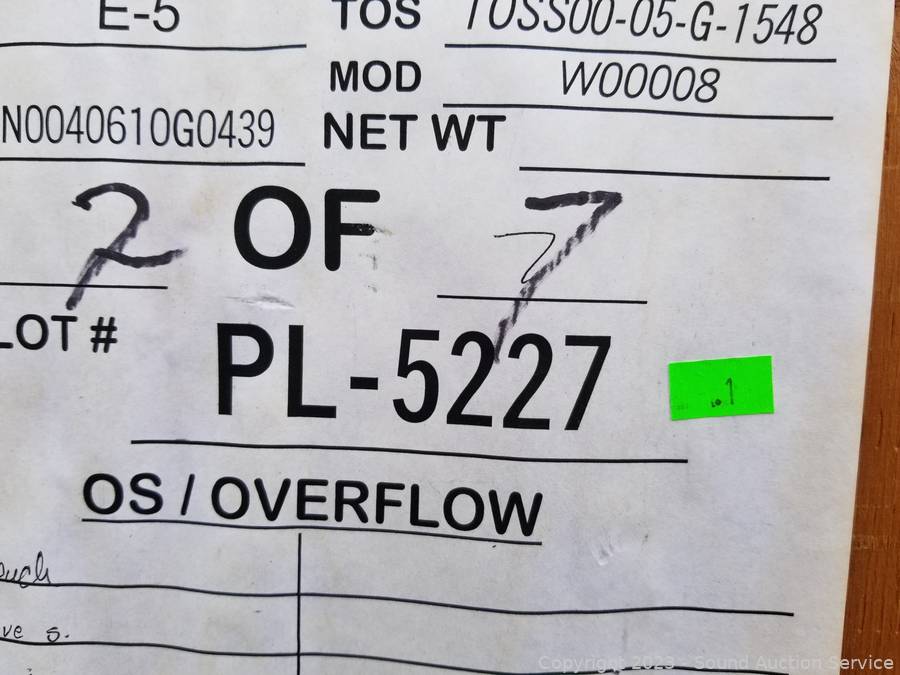 E-5 TOS TOSS00-05-G-1548
MOD W00008
N0040610G0439 NET WT
2 OF 7
LOT #
PL-5227
.1
OS / OVERFLOW
ve s.
Copyright 2023 - Sound Auction Service